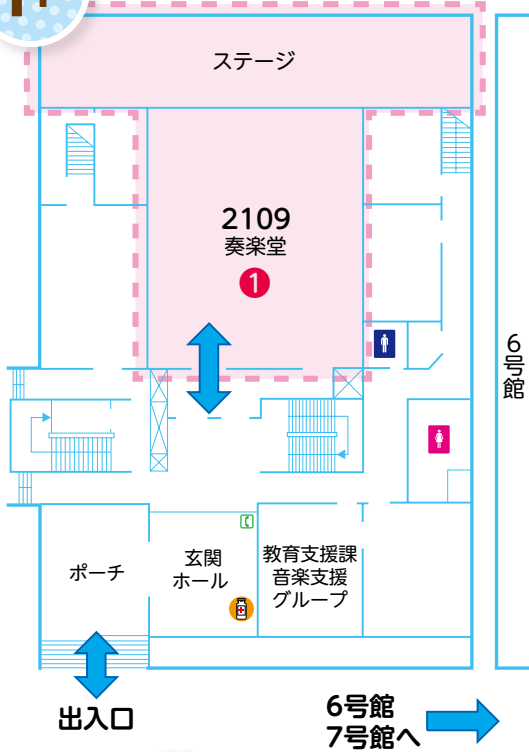 ステージ
2109
奏楽堂
1
6号館
ポーチ
玄関
ホール
教育支援課
音楽支援
グループ
出入口
6号館
7号館へ